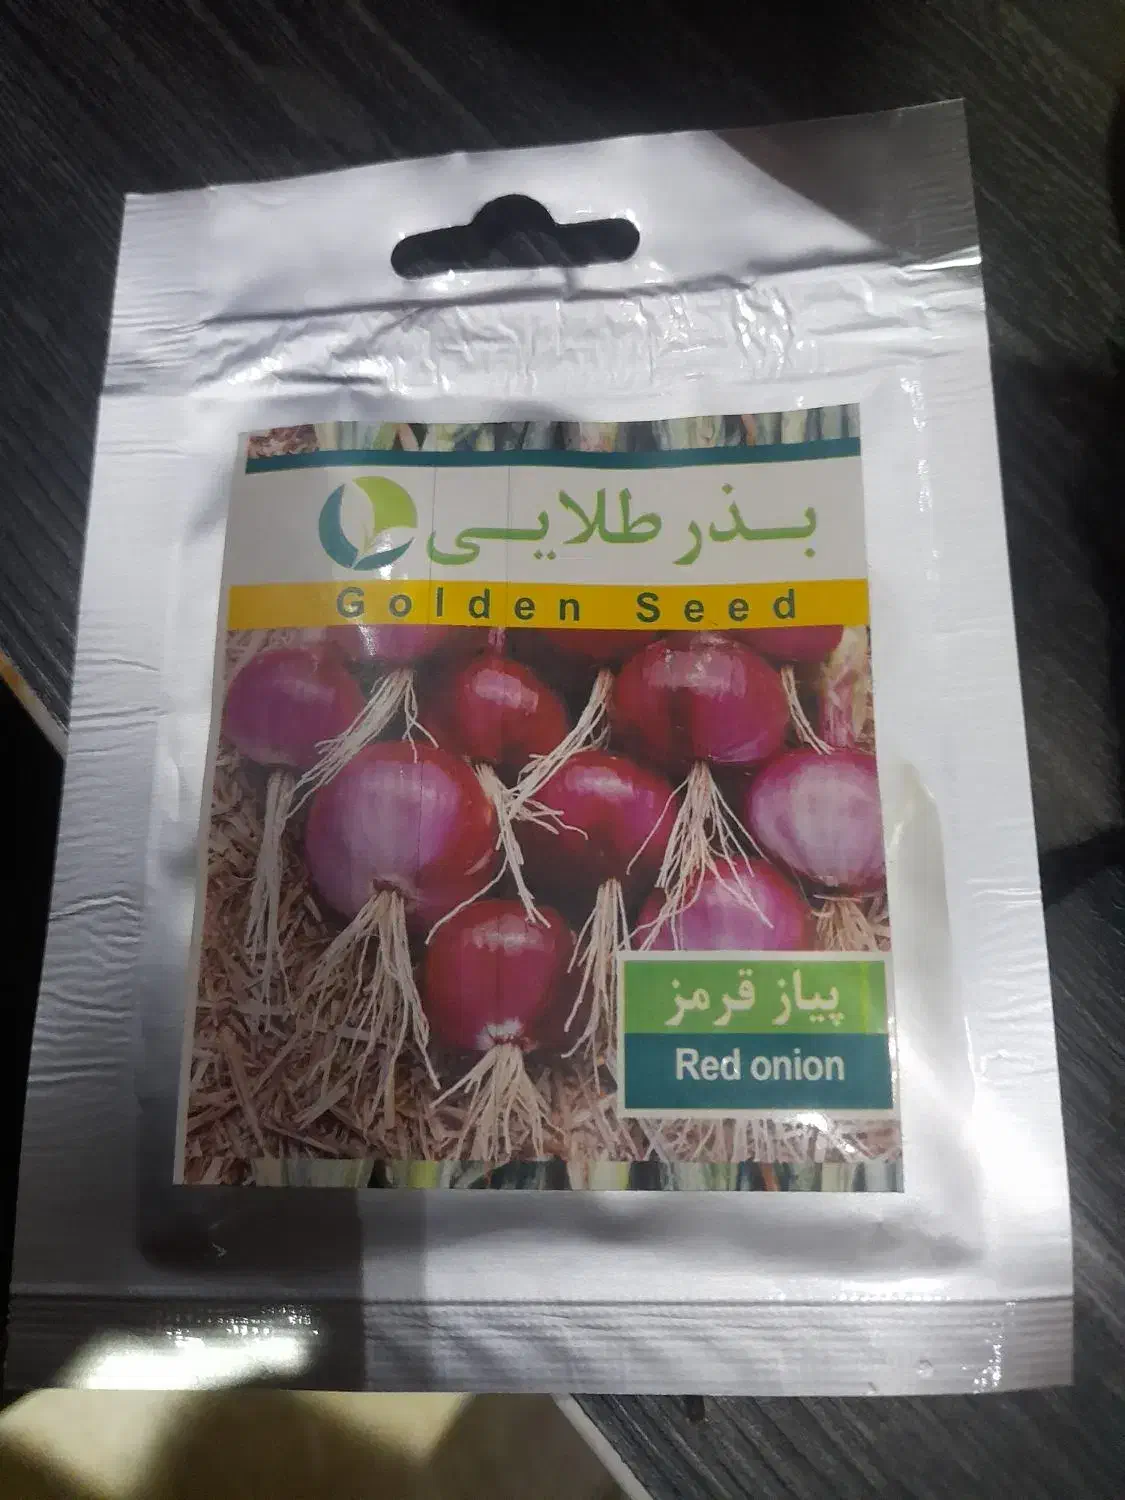 بذر طلایی
Golden Seed
پیاز قرمز
Red onion